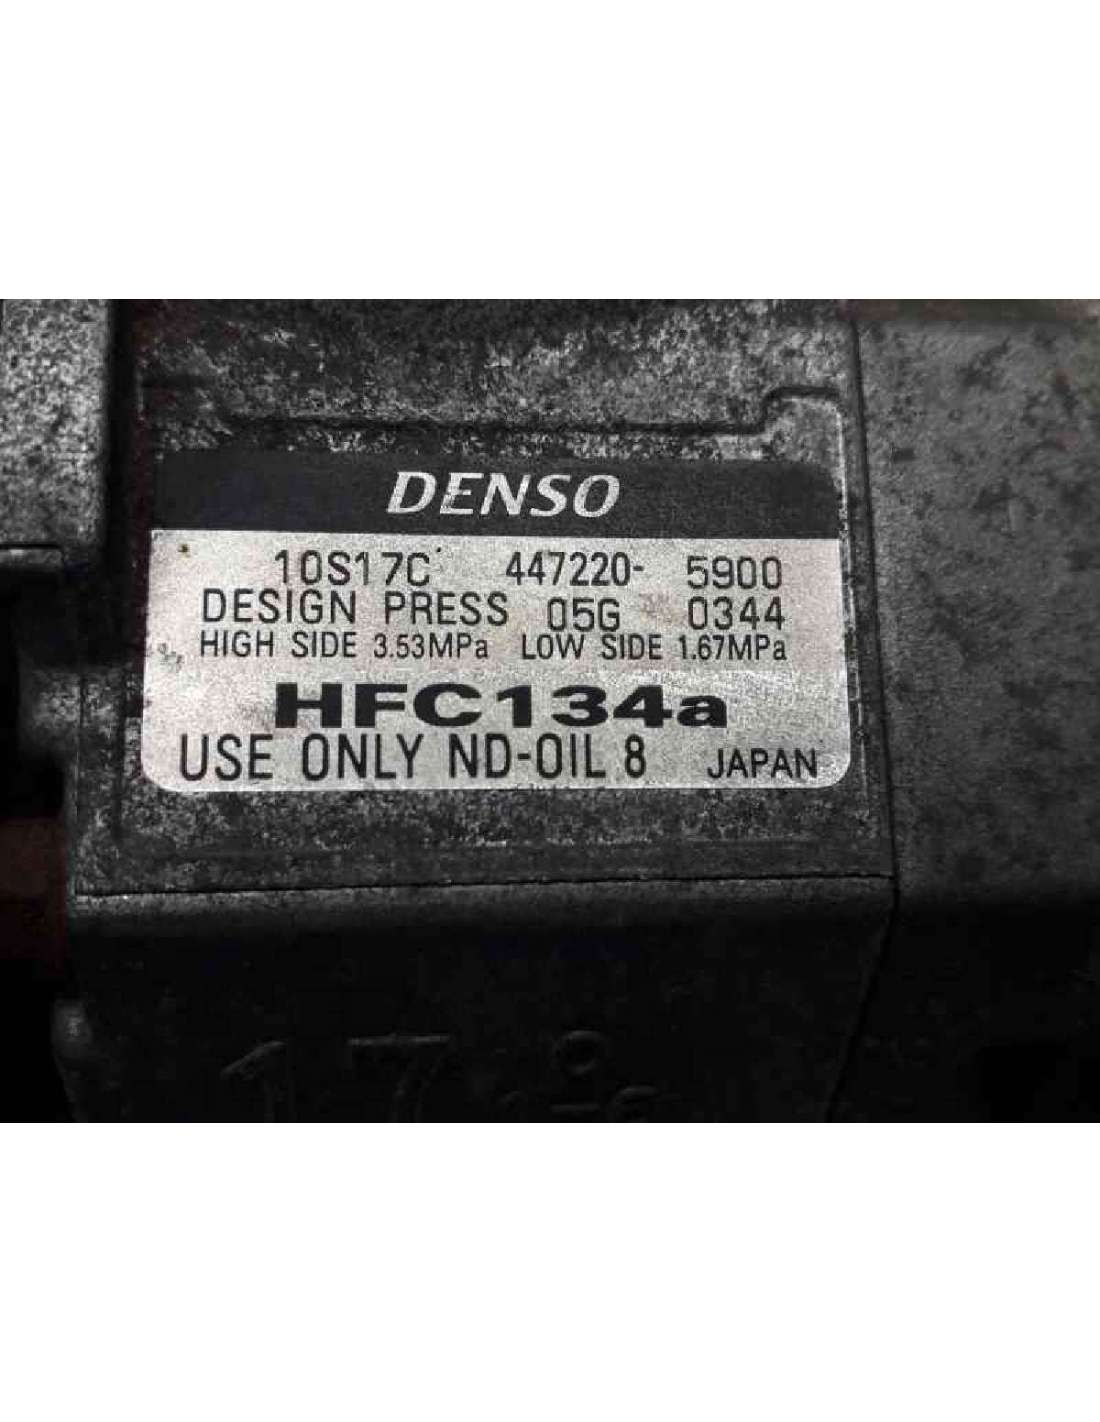 DENSO
10S17C 447220- 5900
DESIGN PRESS 05G 0344
HIGH SIDE 3.53MPa LOW SIDE 1.67MPa
HFC134a
USE ONLY ND-OIL 8 JAPAN
17